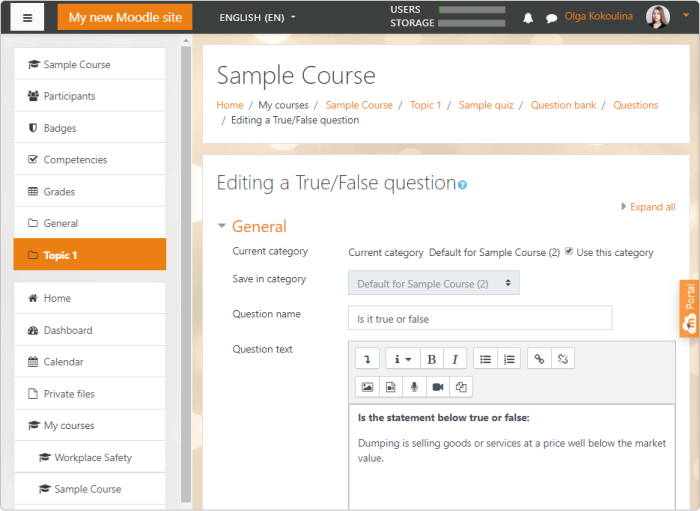 My new Moodle site
ENGLISH (EN)
USERS
STORAGE
Olga Kokoulina
Sample Course
Participants
Badges
Competencies
Grades
General
Topic 1
Home
Dashboard
Calendar
Private files
My courses
Workplace Safety
Sample Course
Sample Course
Home / My courses / Sample Course / Topic 1 / Sample quiz / Question bank / Questions
/ Editing a True/False question
Editing a True/False question
Expand all
General
Current category
Current category Default for Sample Course (2) Use this category
Save in category
Default for Sample Course (2)
Question name
Is it true or false
Question text
i B I
Is the statement below true or false:
Dumping is selling goods or services at a price well below the market
value.
Portal